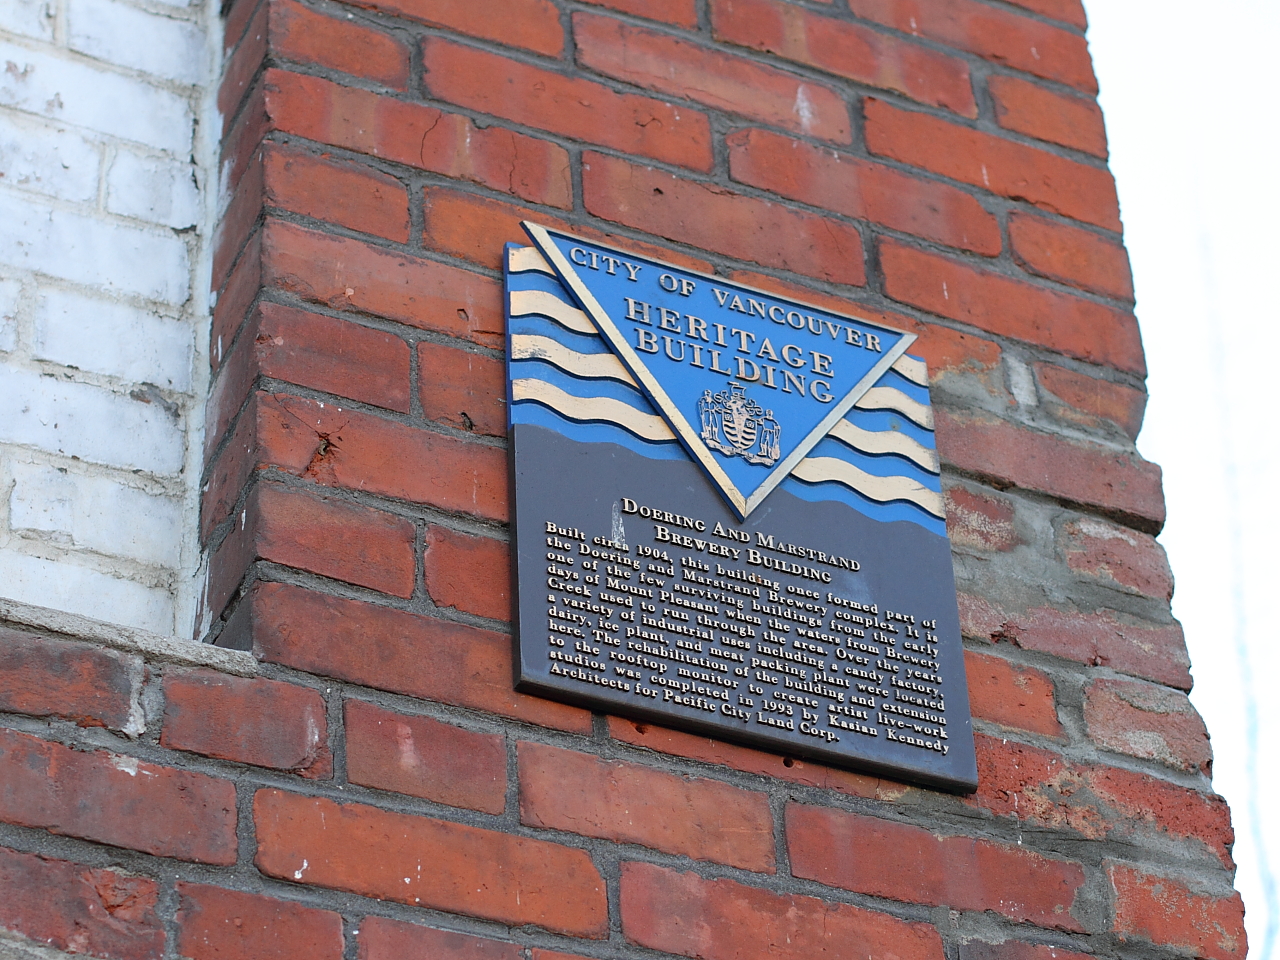 CITY OF VANCOUVER
HERITAGE
BUILDING
DOERING AND MARSTRAND
BREWERY BUILDING
Built circa 1904, this building once formed part of
the Doering and Marstrand Brewery complex. It is
one of the few surviving buildings from the early
days of Mount Pleasant when the waters from Brewery
Creek used to run through the area. Over the years
a variety of industrial uses including a candy factory,
dairy, ice plant, and meat packing plant were located
here. The rehabilitation of the building and extension
to the rooftop monitor to create artist live-work
studios was completed in 1993 by Kasian Kennedy
Architects for Pacific City Land Corp.